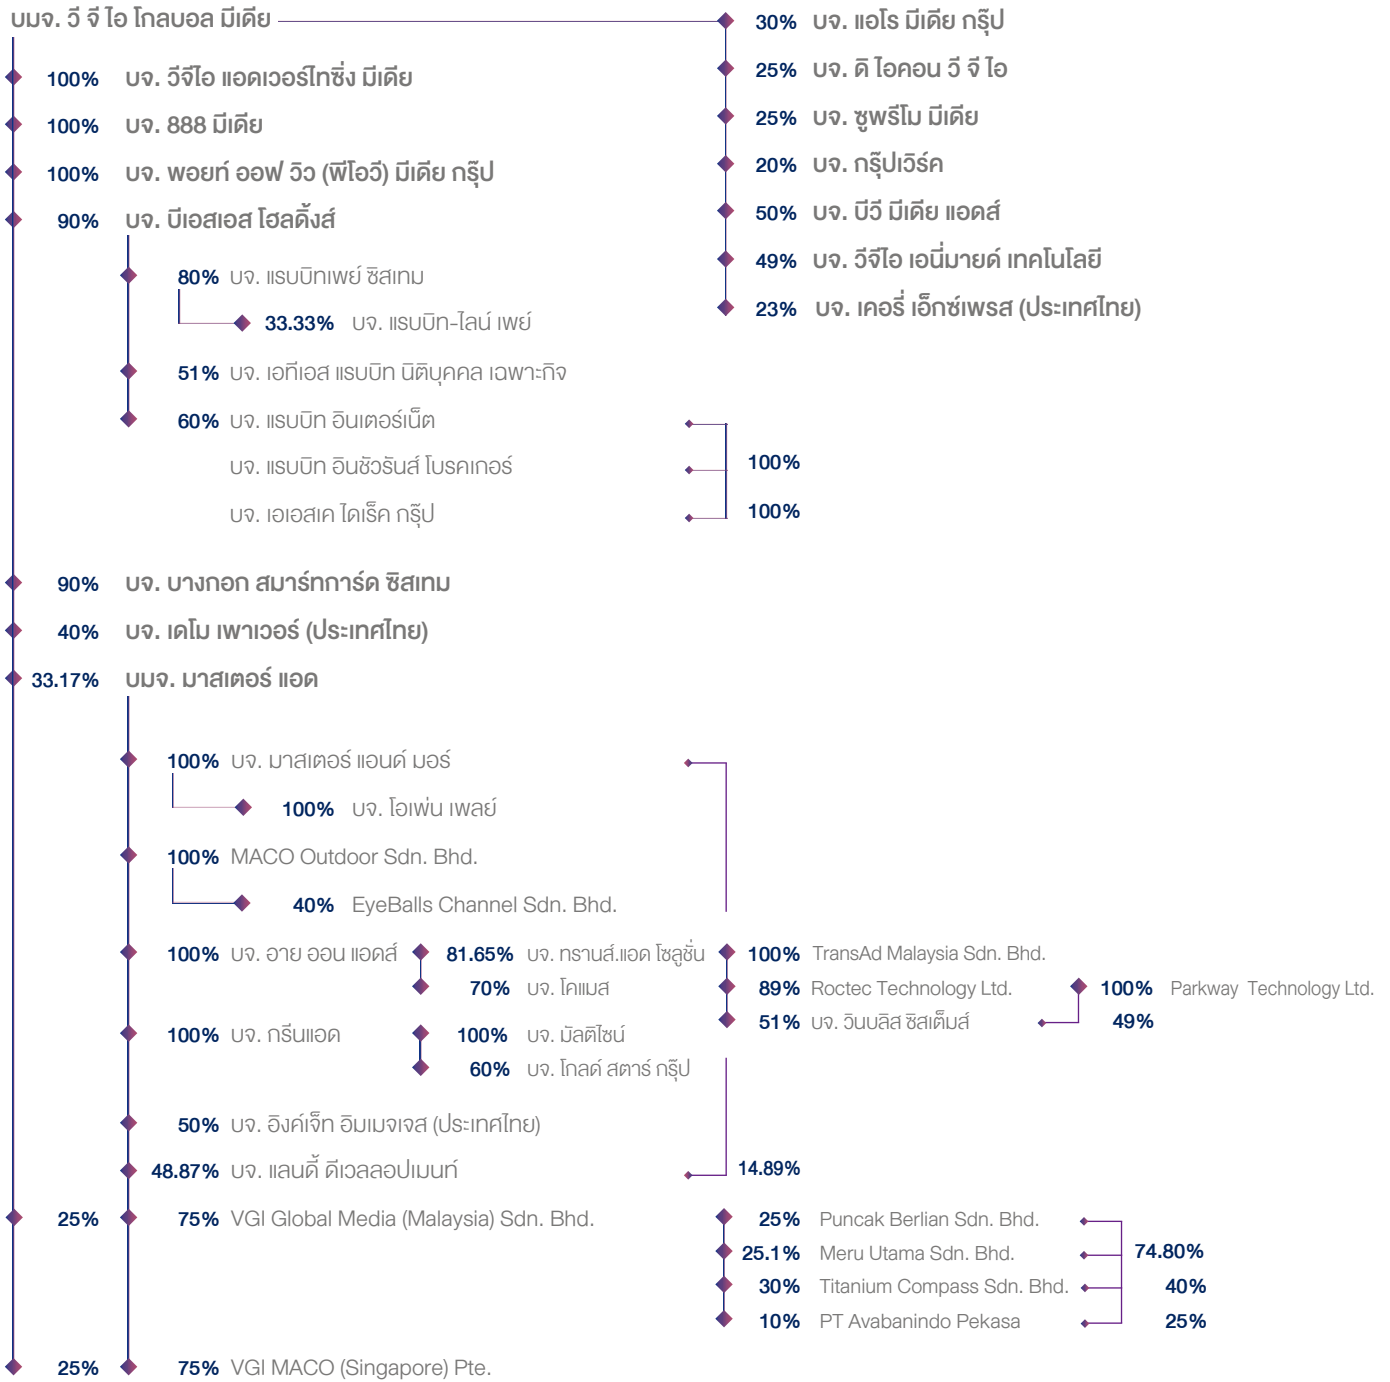 บมจ. วี จี ไอ โกลบอล มีเดีย
100% บจ. วีจีไอ แอดเวอร์ไทซิ่ง มีเดีย
100% บจ. 888 มีเดีย
100% บจ. พอยท์ ออฟ วิว (พีโอวี) มีเดีย กรุ๊ป
90% บจ. บีเอสเอส โฮลดิ้งส์
80% บจ. แรบบิทเพย์ ซิสเทม
33.33% บจ. แรบบิท-ไลน์ เพย์
51% บจ. เอทีเอส แรบบิท นิติบุคคล เฉพาะกิจ
60% บจ. แรบบิท อินเตอร์เน็ต
บจ. แรบบิท อินชัวรันส์ โบรคเกอร์ 100%
บจ. เอเอสเค ไดเร็ค กรุ๊ป 100%
30% บจ. แอโร มีเดีย กรุ๊ป
25% บจ. ดิ ไอคอน วี จี ไอ
25% บจ. ซูพรีโม มีเดีย
20% บจ. กรุ๊ปเวิร์ค
50% บจ. บีวี มีเดีย แอดส์
49% บจ. วีจีไอ เอนี่มายด์ เทคโนโลยี
23% บจ. เคอรี่ เอ็กซ์เพรส (ประเทศไทย)
90% บจ. บางกอก สมาร์ทการ์ด ซิสเทม
40% บจ. เดโม เพาเวอร์ (ประเทศไทย)
33.17% บมจ. มาสเตอร์ แอด
100% บจ. มาสเตอร์ แอนด์ มอร์
100% บจ. โอเพ่น เพลย์
100% MACO Outdoor Sdn. Bhd.
40% EyeBalls Channel Sdn. Bhd.
100% บจ. อาย ออน แอดส์ 81.65% บจ. ทรานส์.แอด โซลูชั่น 100% TransAd Malaysia Sdn. Bhd.
70% บจ. โคแมส 89% Roctec Technology Ltd. 100% Parkway Technology Ltd.
51% บจ. วินบลิส ซิสเต็มส์ 49%
100% บจ. กรีนแอด 100% บจ. มัลติไซน์
60% บจ. โกลด์ สตาร์ กรุ๊ป
50% บจ. อิงค์เจ็ท อิมเมจเจส (ประเทศไทย)
48.87% บจ. แลนดี้ ดีเวลลอปเมนท์ 14.89%
25% 75% VGI Global Media (Malaysia) Sdn. Bhd. 25% Puncak Berlian Sdn. Bhd.
25.1% Meru Utama Sdn. Bhd. 74.80%
30% Titanium Compass Sdn. Bhd. 40%
10% PT Avabanindo Pekasa 25%
25% 75% VGI MACO (Singapore) Pte.